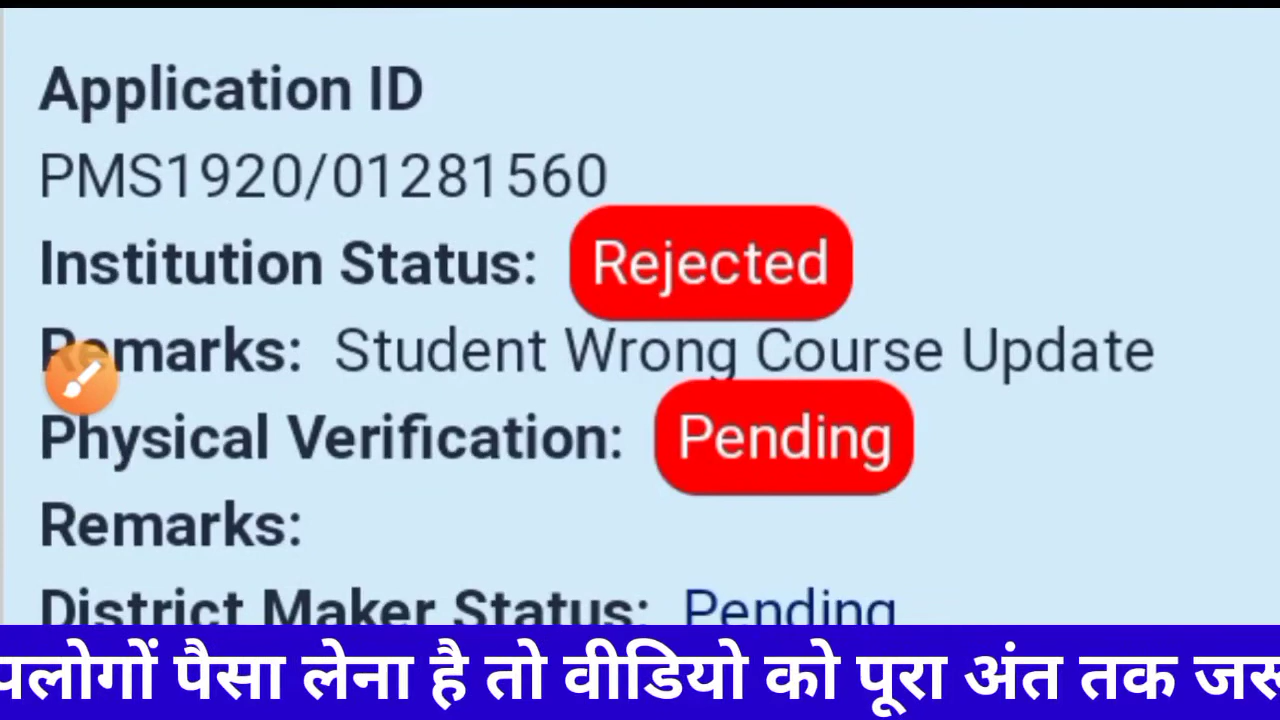 Application ID
PMS1920/01281560
Institution Status: Rejected
Remarks: Student Wrong Course Update
Physical Verification: Pending
Remarks:
District Maker Status: Pending
पैसा लेना है तो वीडियो को पूरा अंत तक